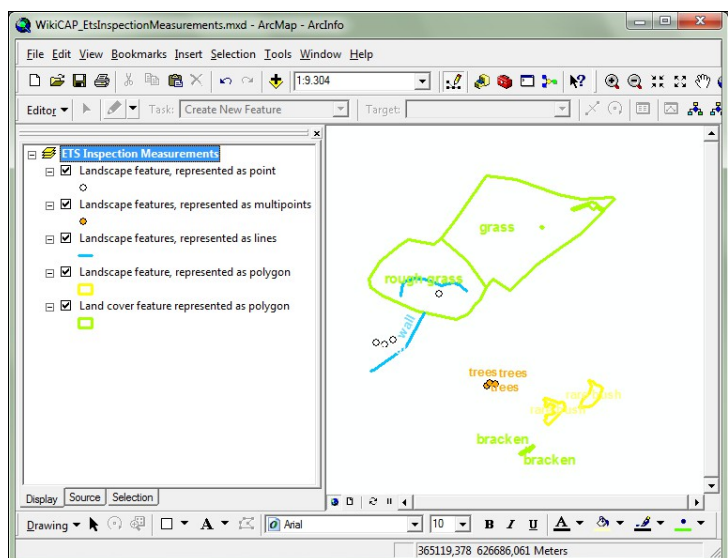 WikiCAP_EtsInspectionMeasurements.mxd - ArcMap - ArcInfo
File Edit View Bookmarks Insert Selection Tools Window Help
1:9.304
Editor Task: Create New Feature Target:
ETS Inspection Measurements
Landscape feature, represented as point
Landscape features, represented as multipoints
Landscape features, represented as lines
Landscape feature, represented as polygon
Land cover feature represented as polygon
grass
rough grass
wall
trees trees
trees
bracken
bracken
Display Source Selection
Drawing A Arial 10 B I U A
365119,378 626686,061 Meters